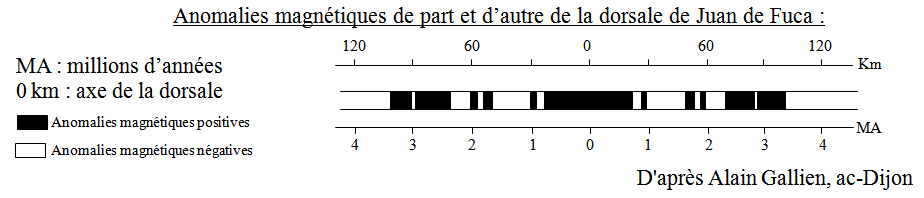 Anomalies magnétiques de part et d’autre de la dorsale de Juan de Fuca :
120 60 0 60 120
Km
MA : millions d’années
0 km : axe de la dorsale
Anomalies magnétiques positives
Anomalies magnétiques négatives
MA
4 3 2 1 0 1 2 3 4
D'après Alain Gallien, ac-Dijon